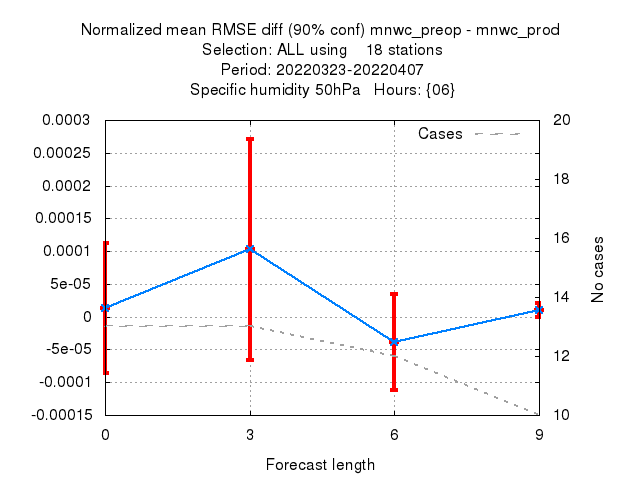 Normalized mean RMSE diff (90% conf) mnwc_preop - mnwc_prod
Selection: ALL using 18 stations
Period: 20220323-20220407
Specific humidity 50hPa Hours: {06}
Cases
0.0003
0.00025
0.0002
0.00015
0.0001
5e-05
0
-5e-05
-0.0001
-0.00015
20
18
16
14
12
10
No cases
0 3 6 9
Forecast length